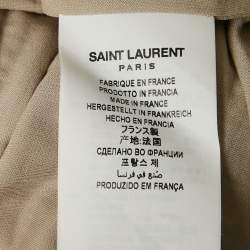 SAINT LAURENT
PARIS
FABRIQUE EN FRANCE
PRODOTTO IN FRANCIA
MADE IN FRANCE
HERGESTELLT IN FRANKREICH
HECHO EN FRANCIA
フランス製
产地:法国
СДЕЛАНО ВО ФРАНЦИИ
프랑스 제
صنع في فرنسا
PRODUZIDO EM FRANÇA